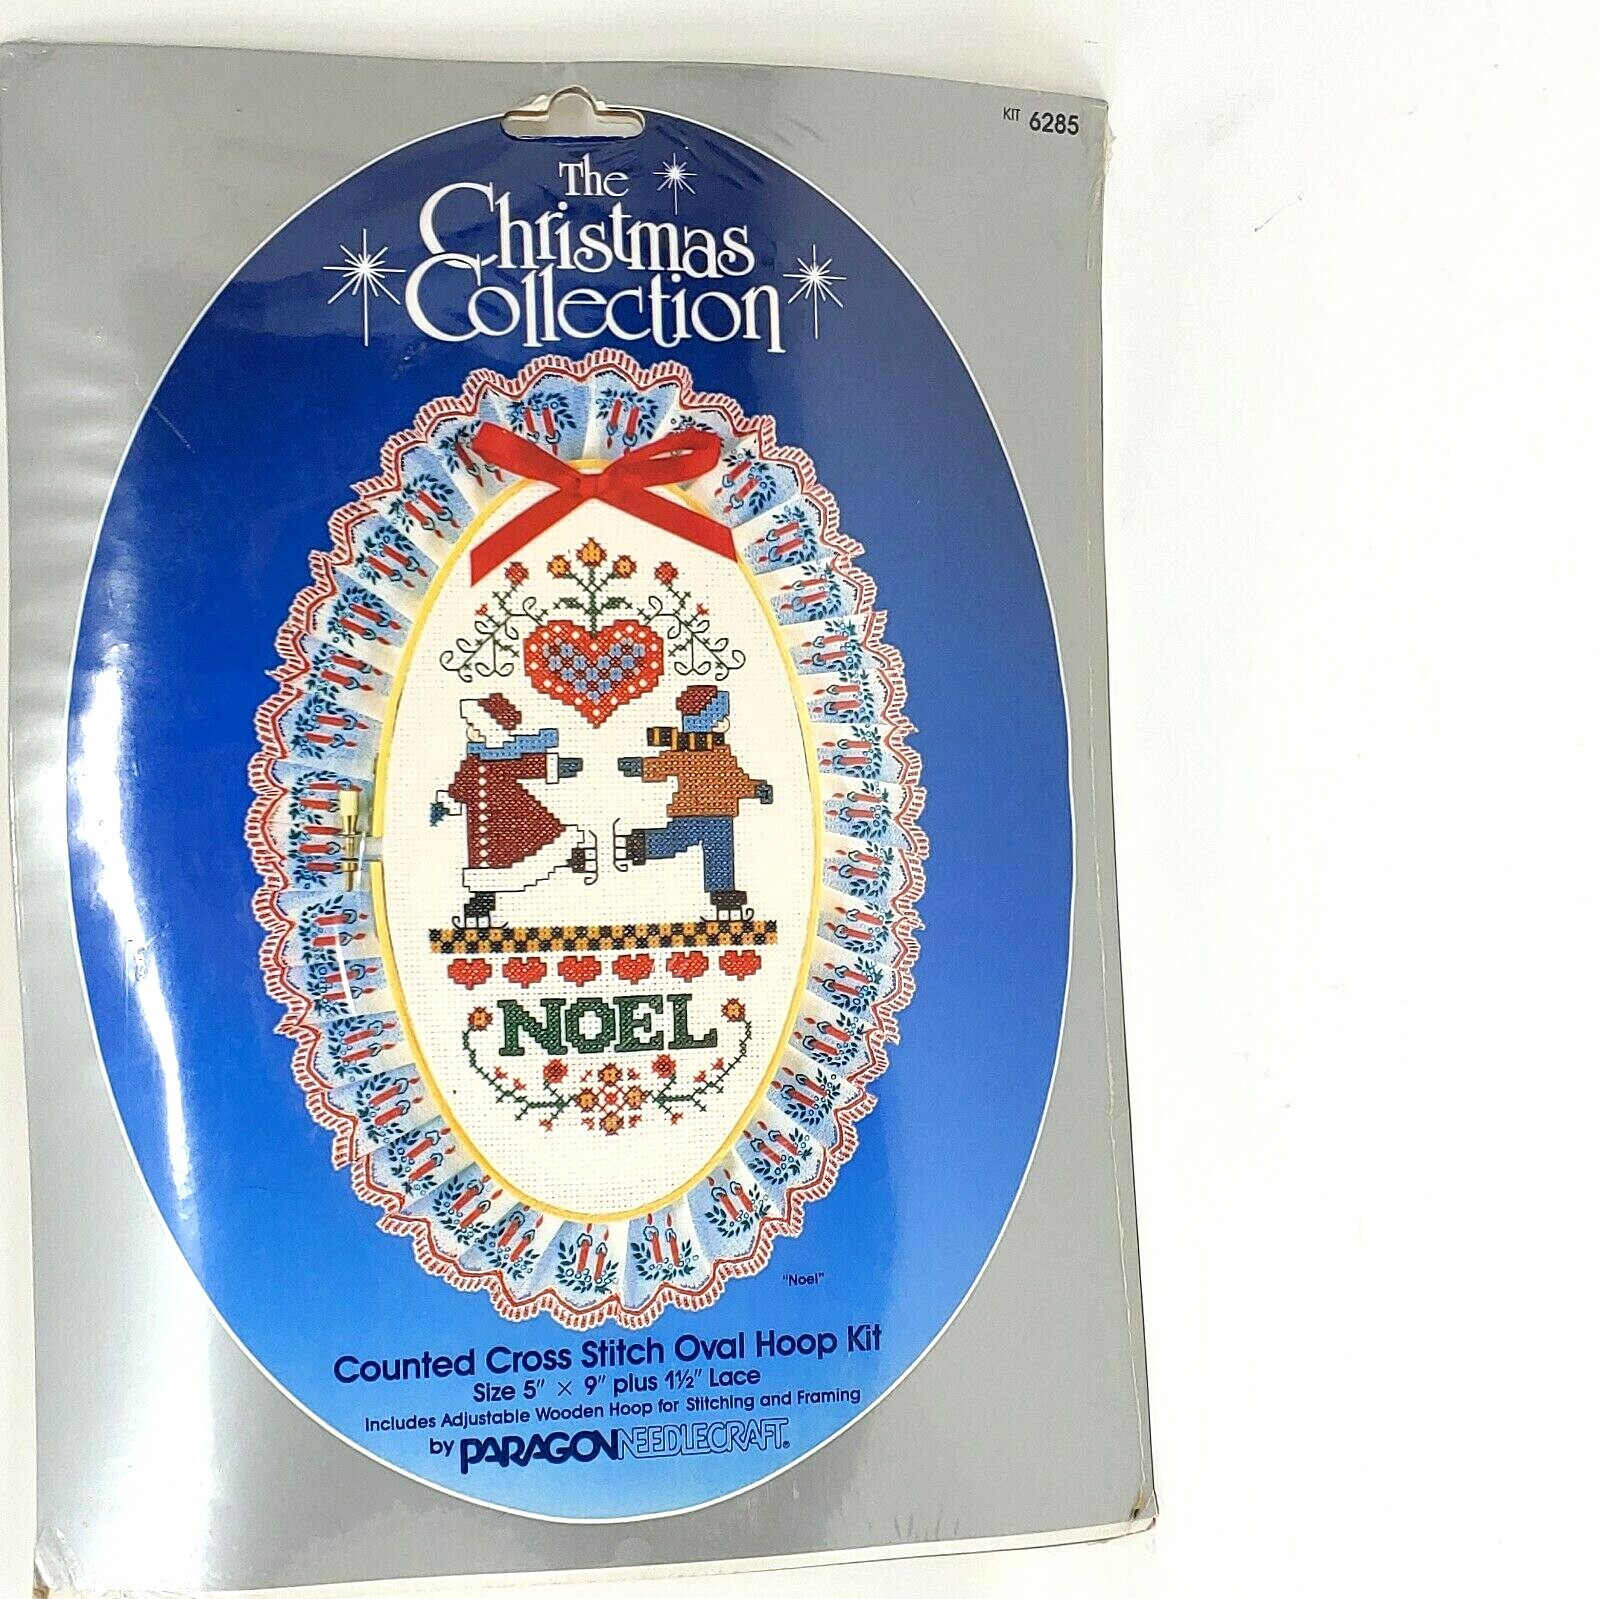 KIT 6285
The
Christmas
Collection
NOEL
"Noel"
Counted Cross Stitch Oval Hoop Kit
Size 5" × 9" plus 1½" Lace
Includes Adjustable Wooden Hoop for Stitching and Framing
by PARAGON NEEDLECRAFT®